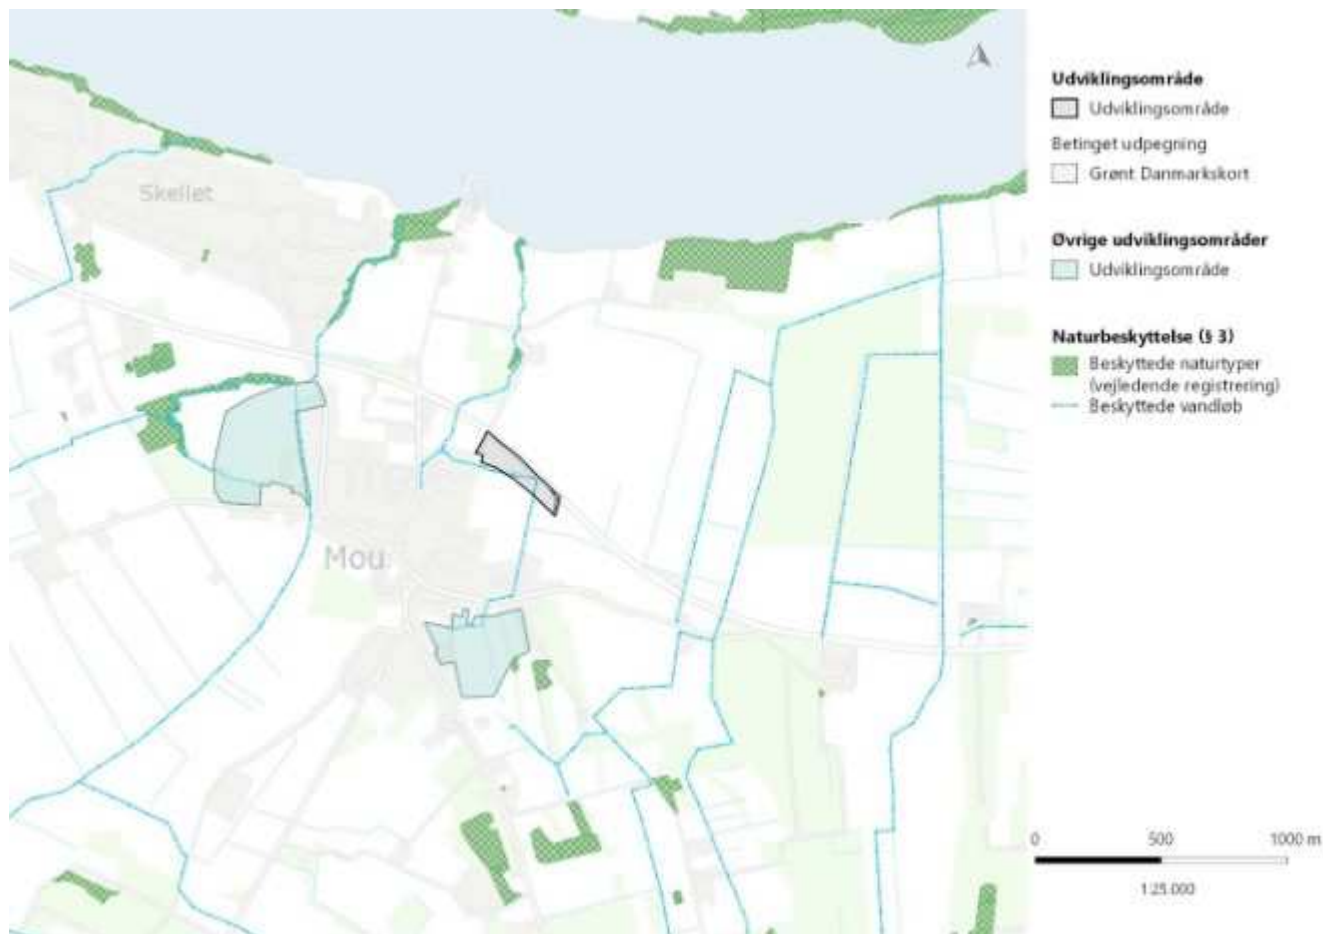 Skellet
Mou
Udviklingsområde
Udviklingsområde
Betinget udpegning
Grønt Danmarkskort
Øvrige udviklingsområder
Udviklingsområde
Naturbeskyttelse (§ 3)
Beskyttede naturtyper
(vejledende registrering)
Beskyttede vandløb
0 500 1000 m
1:25.000